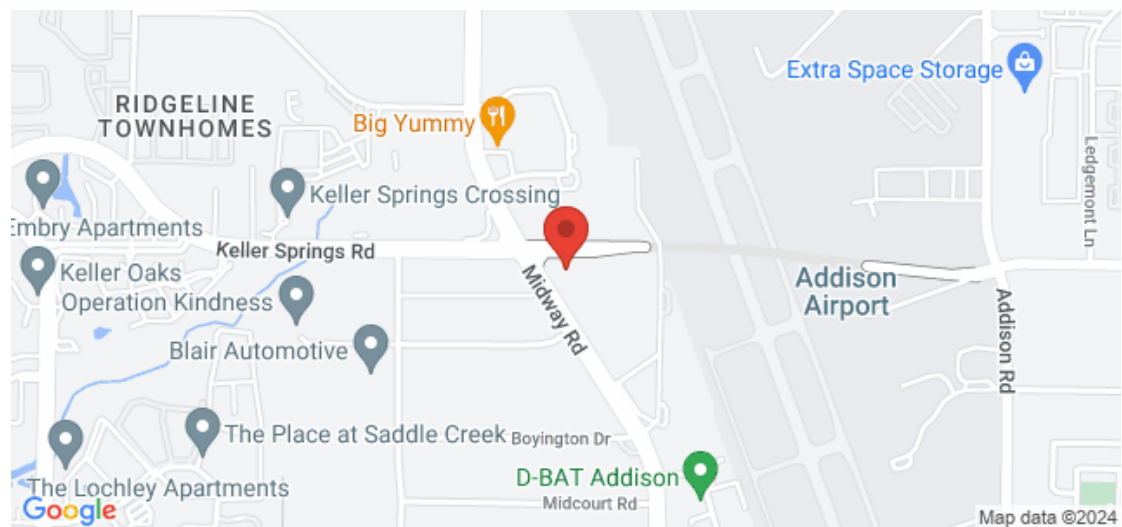 Extra Space Storage
RIDGELINE
TOWNHOMES
Big Yummy
Ledgemont Ln
Keller Springs Crossing
Embry Apartments
Keller Springs Rd
Keller Oaks
Addison
Airport
Operation Kindness
Midway Rd
Addison Rd
Blair Automotive
The Place at Saddle Creek
Boyington Dr
D-BAT Addison
The Lochley Apartments
Midcourt Rd
Google
Map data ©2024